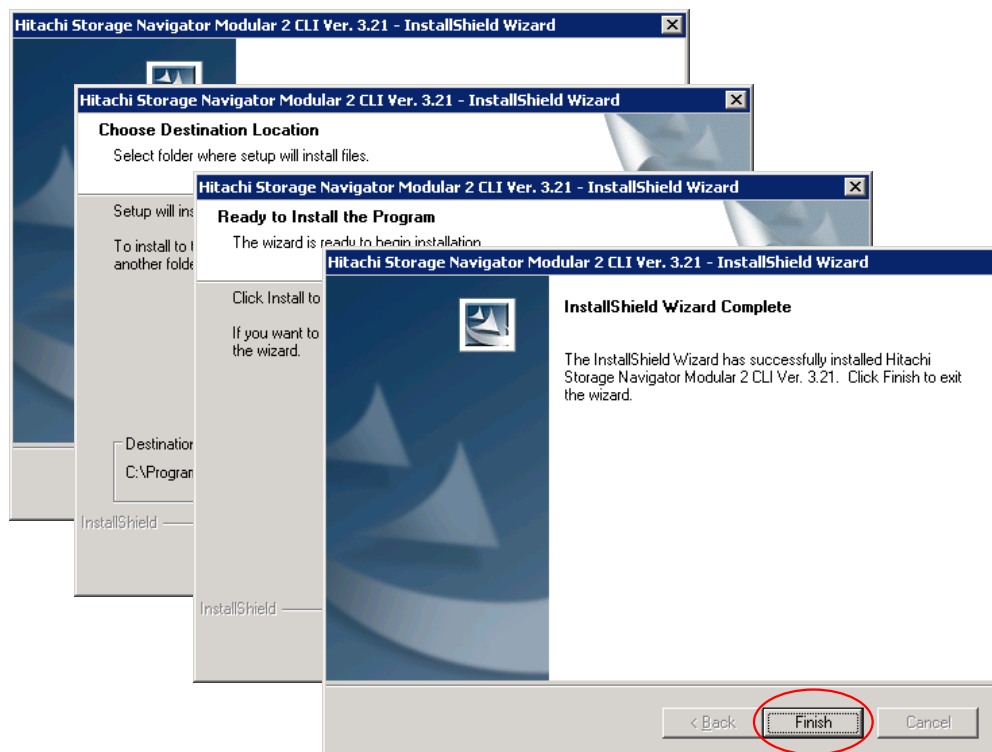 Hitachi Storage Navigator Modular 2 CLI Ver. 3.21 - InstallShield Wizard
Hitachi Storage Navigator Modular 2 CLI Ver. 3.21 - InstallShield Wizard
Choose Destination Location
Select folder where setup will install files.
Setup will ins
To install to t
another folde
Destination
C:\Program
InstallShield
Hitachi Storage Navigator Modular 2 CLI Ver. 3.21 - InstallShield Wizard
Ready to Install the Program
The wizard is ready to begin installation
Click Install to
If you want to
the wizard.
InstallShield
Hitachi Storage Navigator Modular 2 CLI Ver. 3.21 - InstallShield Wizard
InstallShield Wizard Complete
The InstallShield Wizard has successfully installed Hitachi
Storage Navigator Modular 2 CLI Ver. 3.21. Click Finish to exit
the wizard.
< Back Finish Cancel